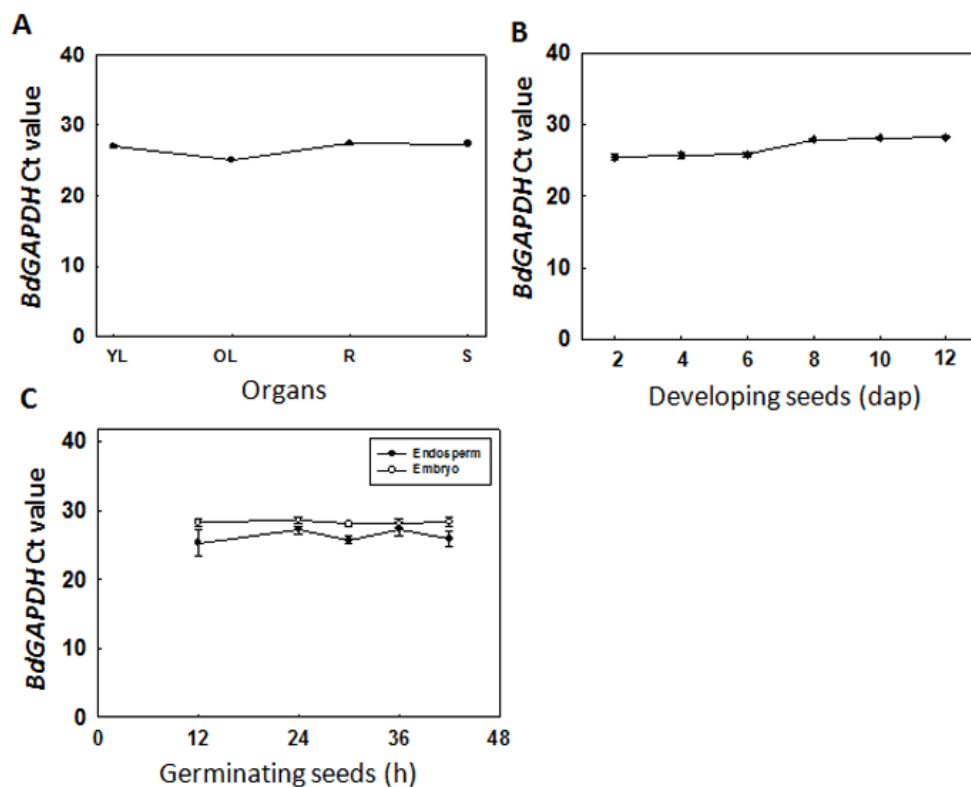 A
BdGAPDH Ct value
40
30
20
10
0
YL OL R S
Organs
B
BdGAPDH Ct value
40
30
20
10
0
2 4 6 8 10 12
Developing seeds (dap)
C
BdGAPDH Ct value
40
30
20
10
0
Endosperm
Embryo
0 12 24 36 48
Germinating seeds (h)